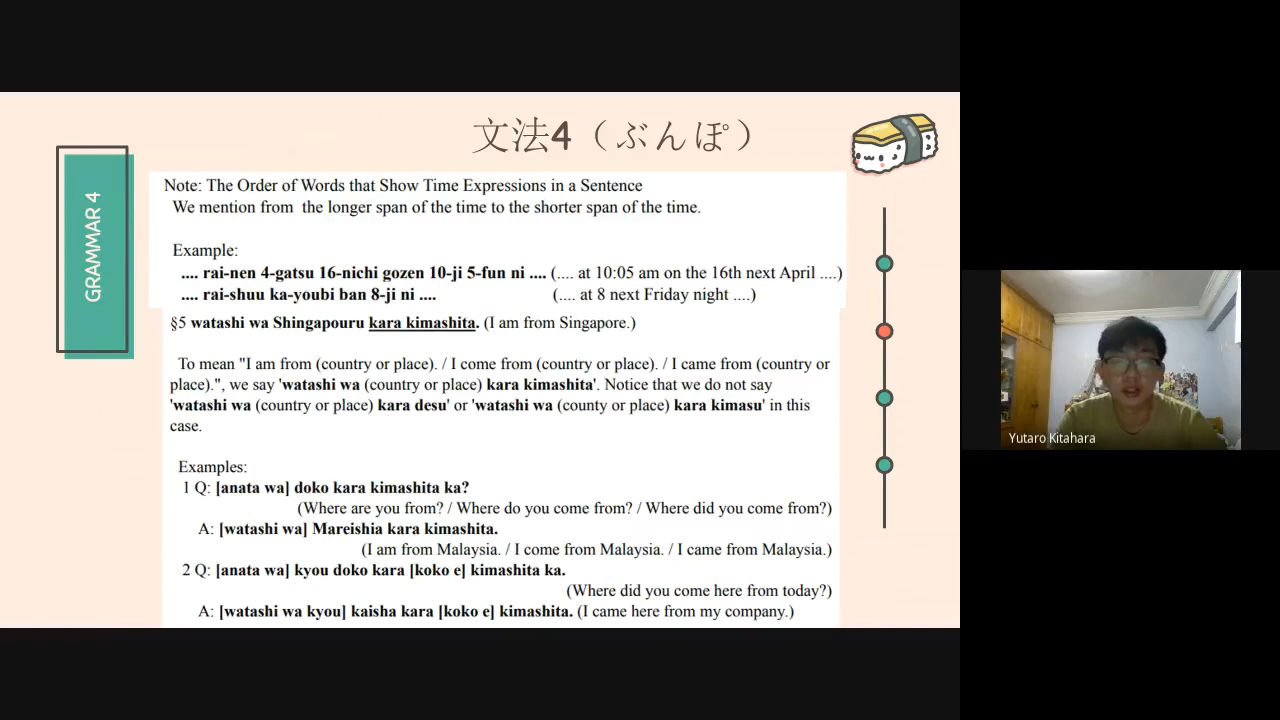 文法4（ぶんぽ）
GRAMMAR 4
Note: The Order of Words that Show Time Expressions in a Sentence
We mention from the longer span of the time to the shorter span of the time.
Example:
.... rai-nen 4-gatsu 16-nichi gozen 10-ji 5-fun ni .... (.... at 10:05 am on the 16th next April ....)
.... rai-shuu ka-youbi ban 8-ji ni .... (.... at 8 next Friday night ....)
§5 watashi wa Shingapouru kara kimashita. (I am from Singapore.)
To mean "I am from (country or place). / I come from (country or place). / I came from (country or
place).", we say 'watashi wa (country or place) kara kimashita'. Notice that we do not say
'watashi wa (country or place) kara desu' or 'watashi wa (county or place) kara kimasu' in this
case.
Examples:
1 Q: [anata wa] doko kara kimashita ka?
(Where are you from? / Where do you come from? / Where did you come from?)
A: [watashi wa] Mareishia kara kimashita.
(I am from Malaysia. / I come from Malaysia. / I came from Malaysia.)
2 Q: [anata wa] kyou doko kara [koko e] kimashita ka.
(Where did you come here from today?)
A: [watashi wa kyou] kaisha kara [koko e] kimashita. (I came here from my company.)
Yutaro Kitahara